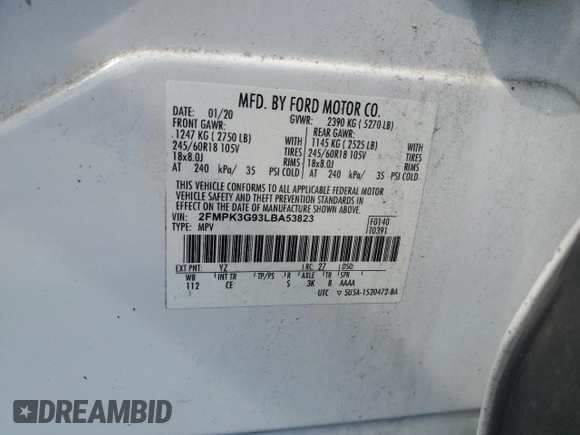 MFD. BY FORD MOTOR CO.
DATE: 01/20 GVWR: 2390 KG ( 5270 LB)
FRONT GAWR: REAR GAWR:
1247 KG ( 2750 LB) WITH 1145 KG ( 2525 LB) WITH
245/60R18 105V TIRES 245/60R18 105V TIRES
18x8.0J RIMS 18x8.0J RIMS
AT 240 kPa/ 35 PSI COLD AT 240 kPa/ 35 PSI COLD
THIS VEHICLE CONFORMS TO ALL APPLICABLE FEDERAL MOTOR
VEHICLE SAFETY AND THEFT PREVENTION STANDARDS IN
EFFECT ON THE DATE OF MANUFACTURE SHOWN ABOVE.
VIN: 2FMPK3G93LBA53823 F0140
TYPE: MPV T0391
EXT PNT: YZ RC: 27 DSO:
WB INT TR TP/PS R AXLE TR SPR
112 CE S 3K 8 AAAA
UTC ▽ 5U5A-1520472-BA
DREAMBID